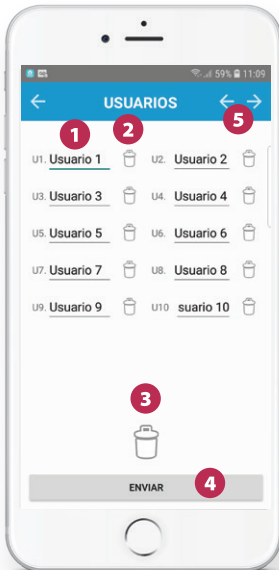 59% 11:09
USUARIOS
5
1
2
U1. Usuario 1 U2. Usuario 2
U3. Usuario 3 U4. Usuario 4
U5. Usuario 5 U6. Usuario 6
U7. Usuario 7 U8. Usuario 8
U9. Usuario 9 U10 suario 10
3
ENVIAR 4